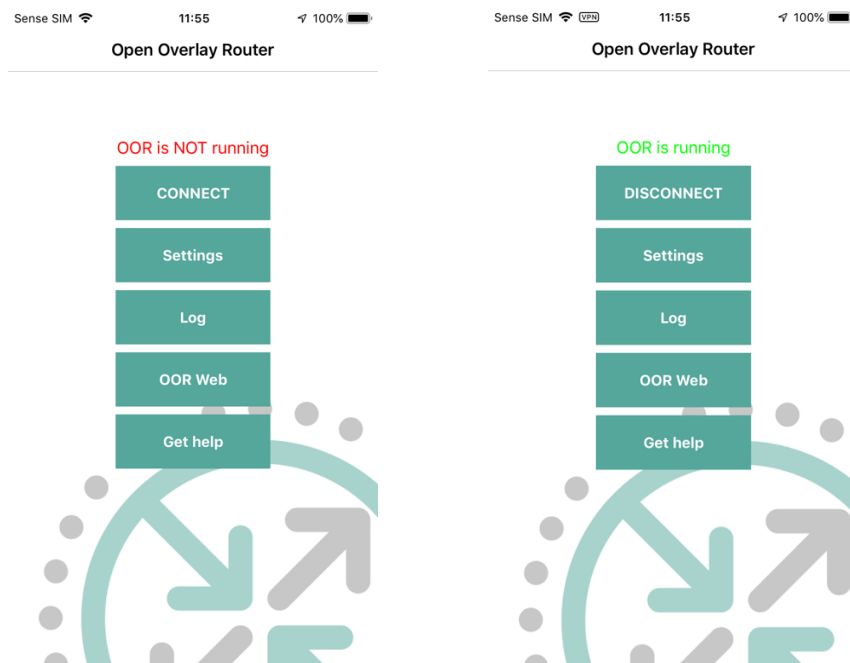 Sense SIM 11:55 100%
Open Overlay Router
OOR is NOT running
CONNECT
Settings
Log
OOR Web
Get help
Sense SIM VPN 11:55 100%
Open Overlay Router
OOR is running
DISCONNECT
Settings
Log
OOR Web
Get help